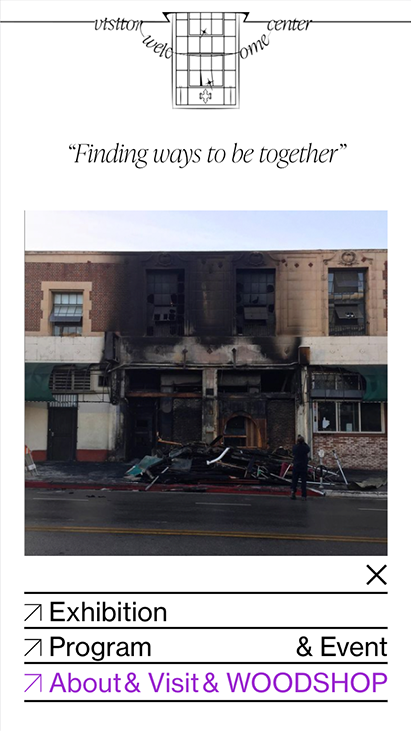 visitor welcome center
“Finding ways to be together”
Exhibition
Program & Event
About & Visit & WOODSHOP